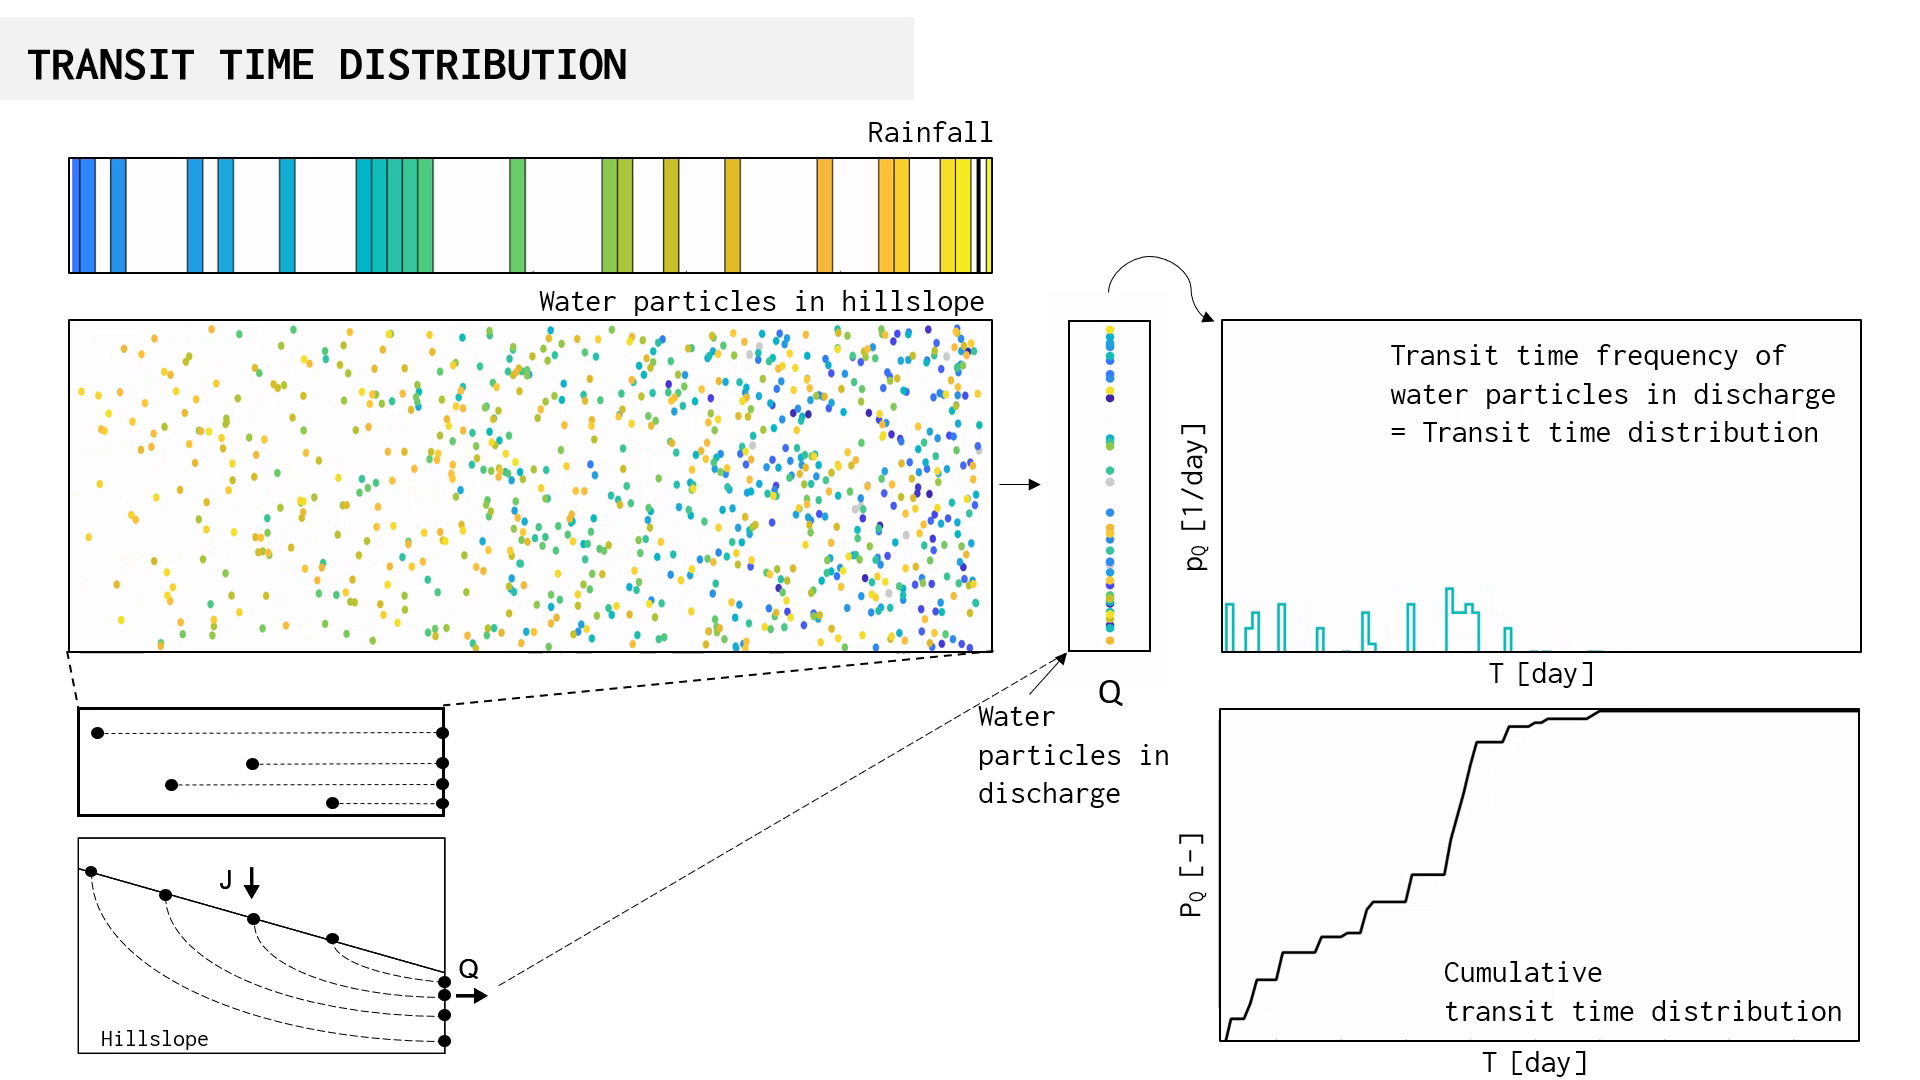 TRANSIT TIME DISTRIBUTION
Rainfall
Water particles in hillslope
Transit time frequency of
water particles in discharge
= Transit time distribution
pQ [1/day]
T [day]
Q
Water
particles in
discharge
J
Q
Hillslope
PQ [-]
Cumulative
transit time distribution
T [day]